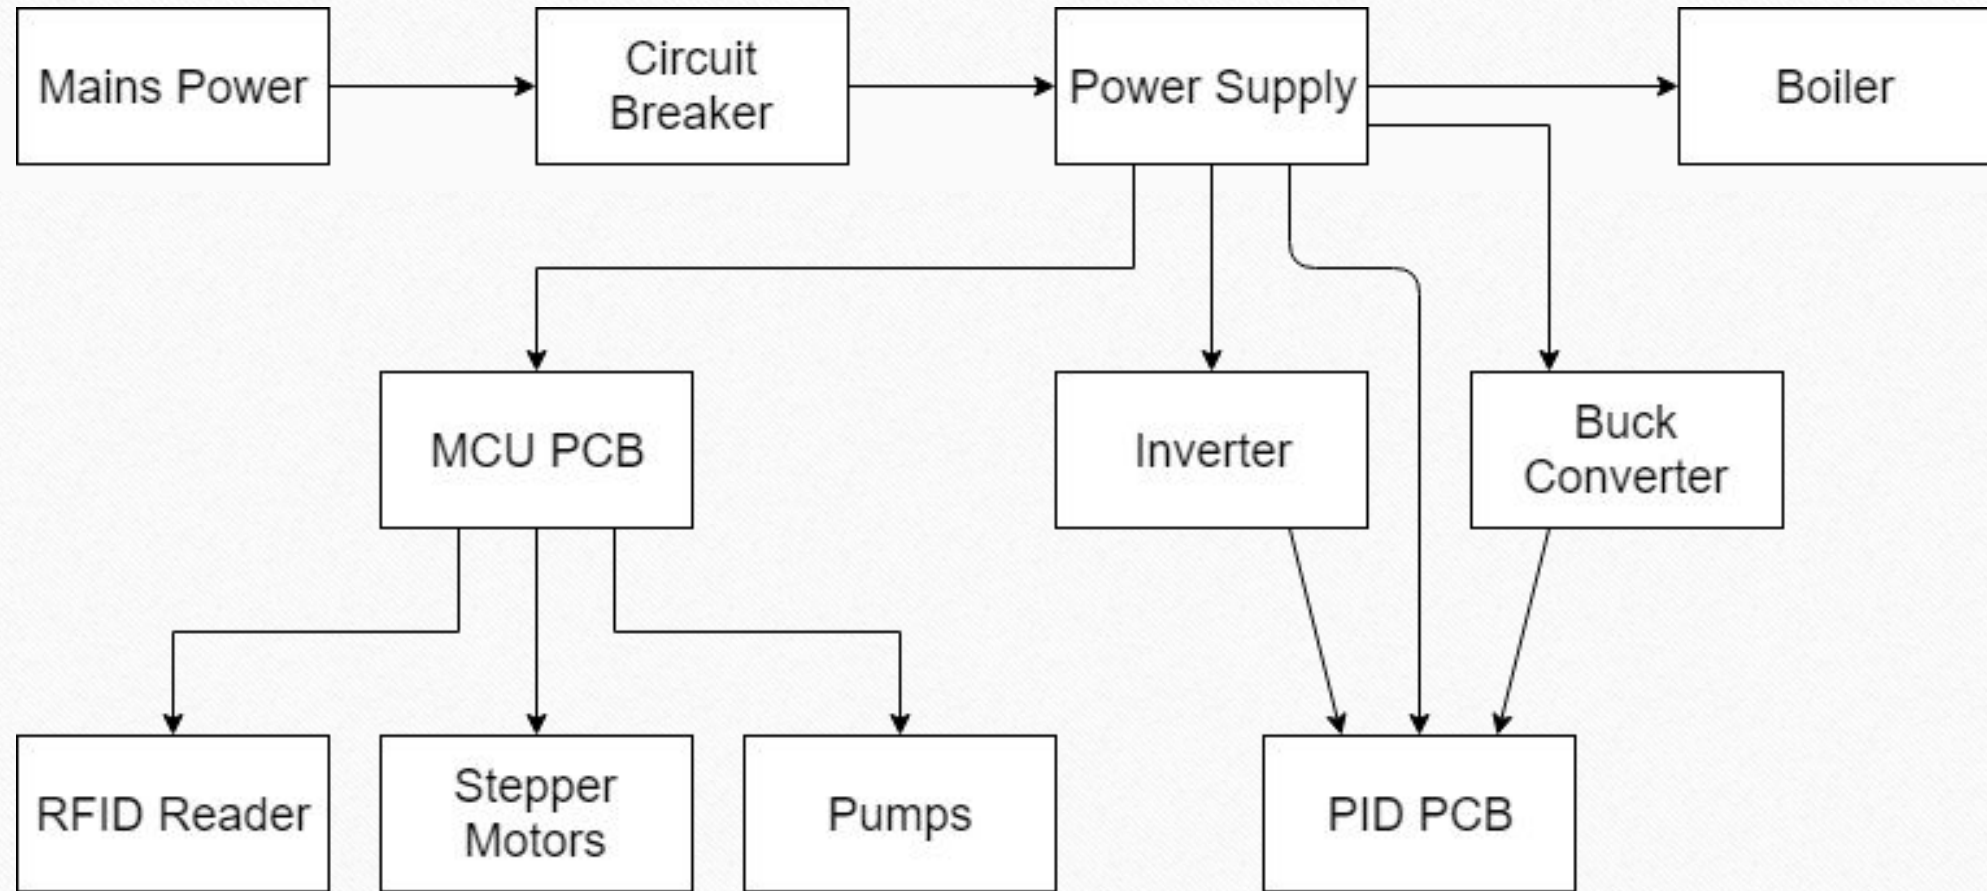 Mains Power
Circuit
Breaker
Power Supply
Boiler
MCU PCB
Inverter
Buck
Converter
RFID Reader
Stepper
Motors
Pumps
PID PCB